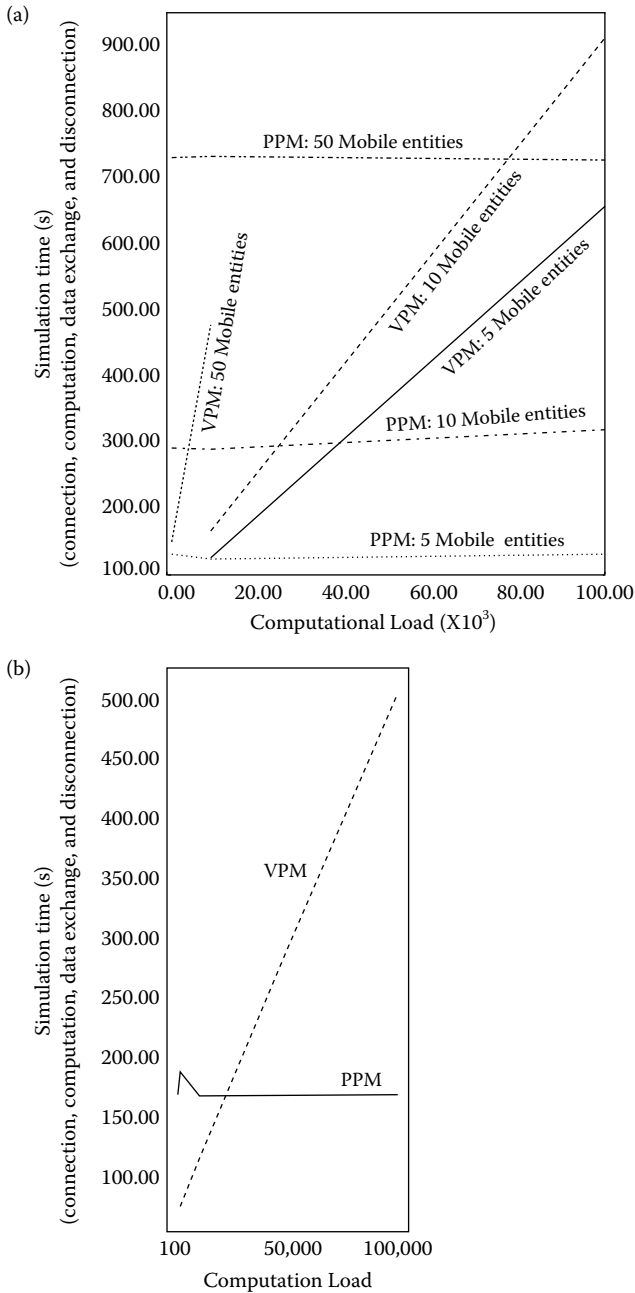 (a)
Simulation time (s)
(connection, computation, data exchange, and disconnection)
900.00
800.00
700.00
600.00
500.00
400.00
300.00
200.00
100.00
PPM: 50 Mobile entities
VPM: 50 Mobile entities
VPM: 10 Mobile entities
VPM: 5 Mobile entities
PPM: 10 Mobile entities
PPM: 5 Mobile entities
0.00 20.00 40.00 60.00 80.00 100.00
Computational Load (X10³)
(b)
Simulation time (s)
(connection, computation, data exchange, and disconnection)
500.00
450.00
400.00
350.00
300.00
250.00
200.00
150.00
100.00
VPM
PPM
100 50,000 100,000
Computation Load